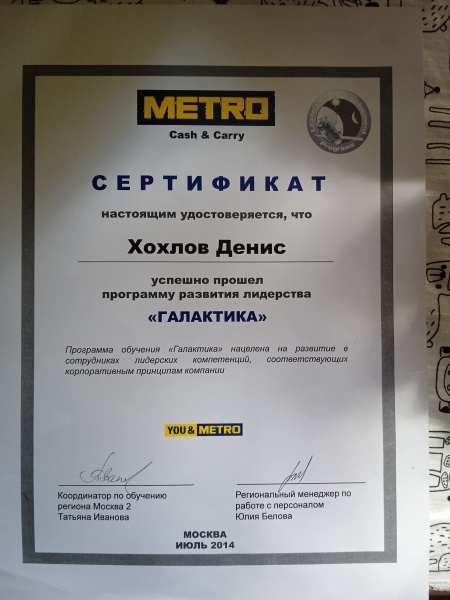 METRO
Cash & Carry
СЕРТИФИКАТ
настоящим удостоверяется, что
Хохлов Денис
успешно прошел
программу развития лидерства
«ГАЛАКТИКА»
Программа обучения «Галактика» нацелена на развитие в
сотрудниках лидерских компетенций, соответствующих
корпоративным принципам компании
YOU & METRO
Координатор по обучению
региона Москва 2
Татьяна Иванова
Региональный менеджер по
работе с персоналом
Юлия Белова
МОСКВА
ИЮЛЬ 2014